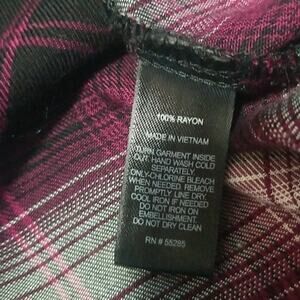 100% RAYON
MADE IN VIETNAM
TURN GARMENT INSIDE
OUT. HAND WASH COLD
SEPARATELY.
ONLY-CHLORINE BLEACH
WHEN NEEDED. REMOVE
PROMPTLY. LINE DRY.
COOL IRON IF NEEDED
DO NOT IRON ON
EMBELLISHMENT.
DO NOT DRY CLEAN
RN # 55285